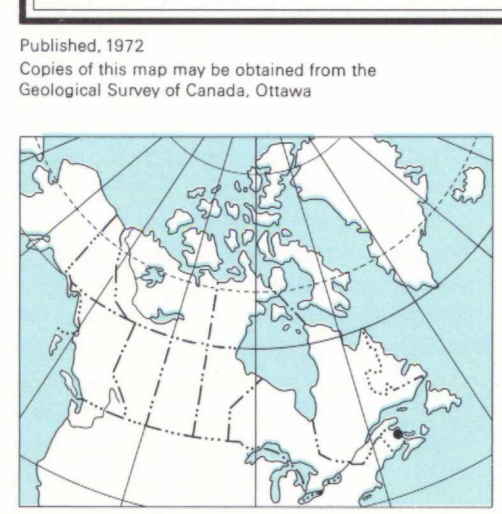 Published, 1972
Copies of this map may be obtained from the
Geological Survey of Canada, Ottawa